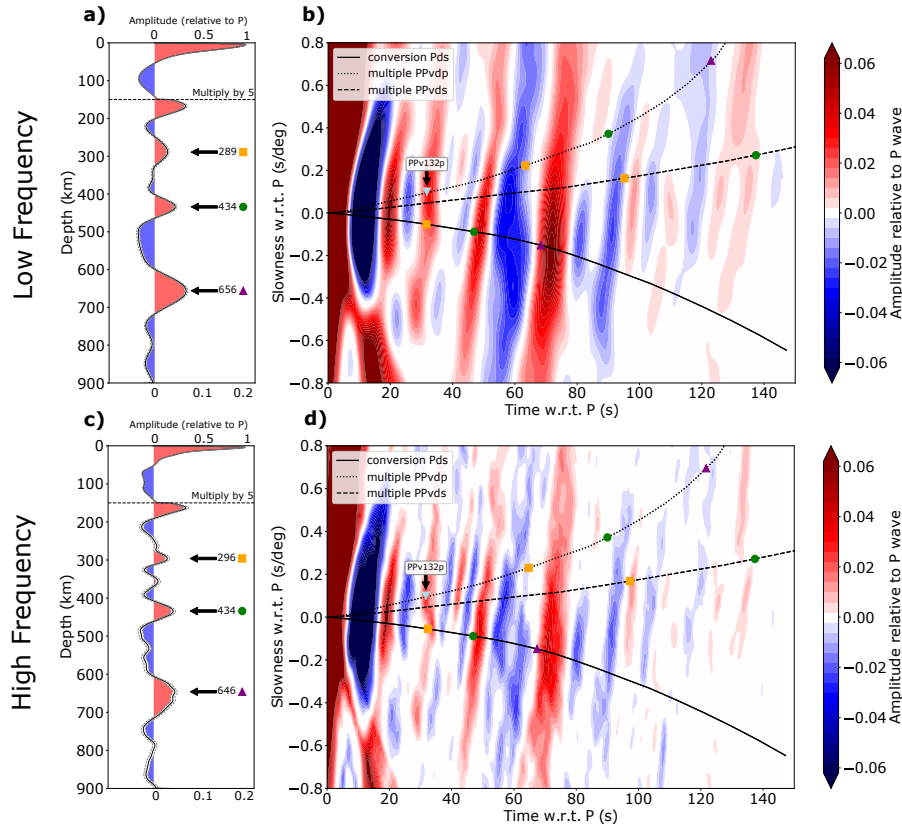 a)
Amplitude (relative to P)
0 0.5 1
0
100
200
300
400
500
600
700
800
900
Depth (km)
Multiply by 5
289
434
656
0 0.1 0.2
Low Frequency
b)
0.8
0.6
0.4
0.2
0.0
−0.2
−0.4
−0.6
−0.8
Slowness w.r.t. P (s/deg)
conversion Pds
multiple PPvdp
multiple PPvds
PPv132p
0 20 40 60 80 100 120 140
Time w.r.t. P (s)
0.06
0.04
0.02
0.00
−0.02
−0.04
−0.06
Amplitude relative to P wave
c)
Amplitude (relative to P)
0 0.5 1
0
100
200
300
400
500
600
700
800
900
Depth (km)
Multiply by 5
296
434
646
0 0.1 0.2
High Frequency
d)
0.8
0.6
0.4
0.2
0.0
−0.2
−0.4
−0.6
−0.8
Slowness w.r.t. P (s/deg)
conversion Pds
multiple PPvdp
multiple PPvds
PPv132p
0 20 40 60 80 100 120 140
Time w.r.t. P (s)
0.06
0.04
0.02
0.00
−0.02
−0.04
−0.06
Amplitude relative to P wave